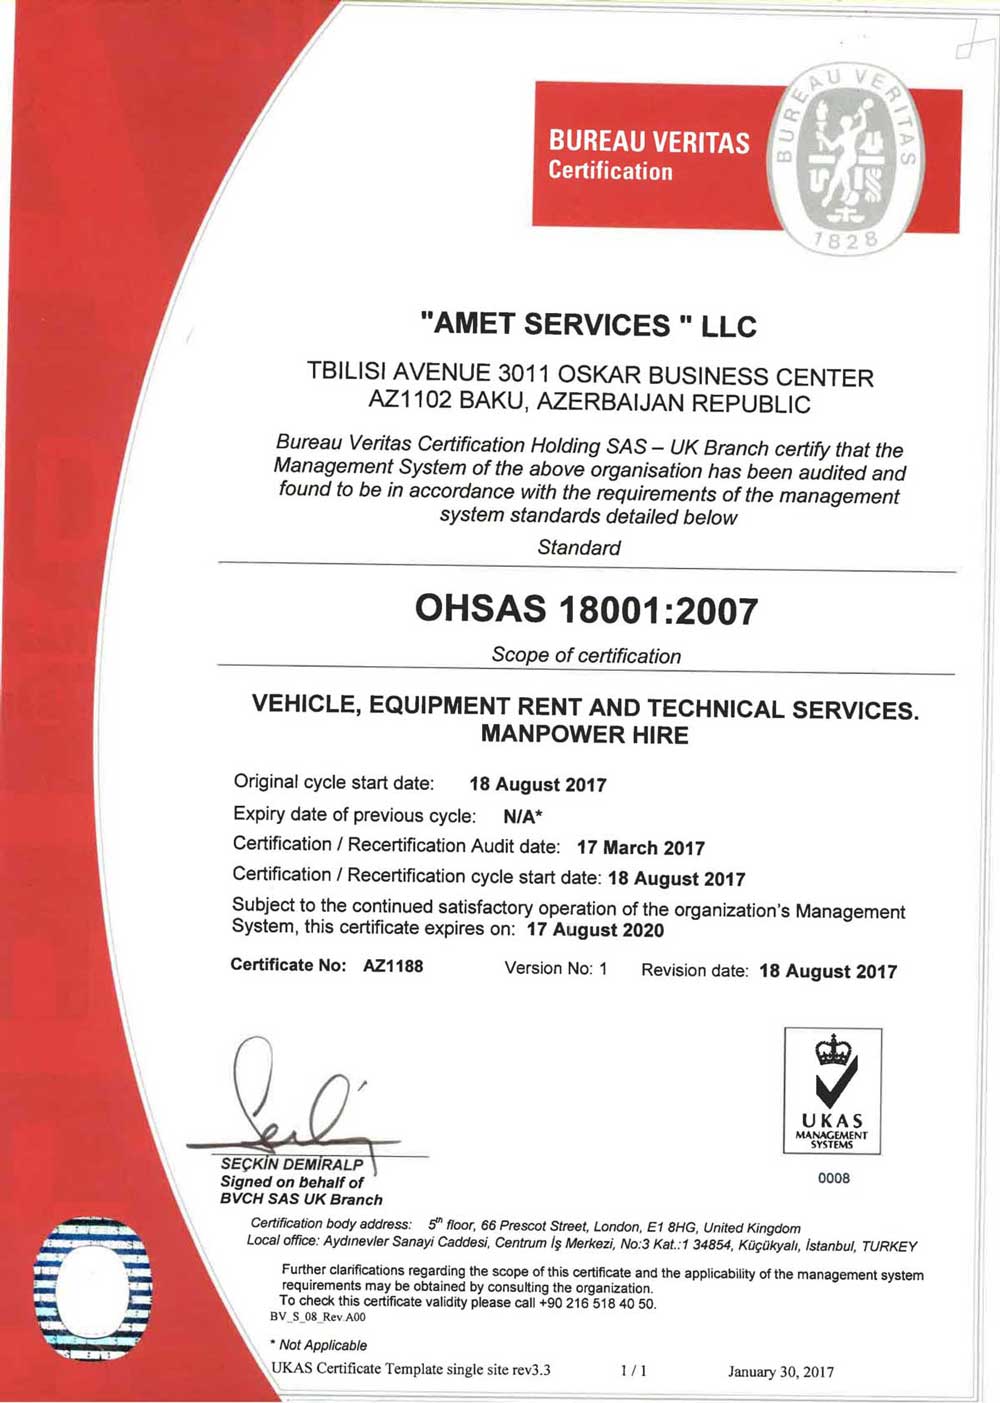 BUREAU VERITAS
Certification
BUREAU VERITAS
1828
"AMET SERVICES " LLC
TBILISI AVENUE 3011 OSKAR BUSINESS CENTER
AZ1102 BAKU, AZERBAIJAN REPUBLIC
Bureau Veritas Certification Holding SAS – UK Branch certify that the
Management System of the above organisation has been audited and
found to be in accordance with the requirements of the management
system standards detailed below
Standard
OHSAS 18001:2007
Scope of certification
VEHICLE, EQUIPMENT RENT AND TECHNICAL SERVICES.
MANPOWER HIRE
Original cycle start date: 18 August 2017
Expiry date of previous cycle: N/A*
Certification / Recertification Audit date: 17 March 2017
Certification / Recertification cycle start date: 18 August 2017
Subject to the continued satisfactory operation of the organization's Management
System, this certificate expires on: 17 August 2020
Certificate No: AZ1188 Version No: 1 Revision date: 18 August 2017
UKAS
MANAGEMENT
SYSTEMS
0008
SEÇKİN DEMİRALP
Signed on behalf of
BVCH SAS UK Branch
Certification body address: 5th floor, 66 Prescot Street, London, E1 8HG, United Kingdom
Local office: Aydınevler Sanayi Caddesi, Centrum İş Merkezi, No:3 Kat.:1 34854, Küçükyalı, İstanbul, TURKEY
Further clarifications regarding the scope of this certificate and the applicability of the management system
requirements may be obtained by consulting the organization.
To check this certificate validity please call +90 216 518 40 50.
BV_S_08_Rev.A00
* Not Applicable
UKAS Certificate Template single site rev3.3 1 / 1 January 30, 2017